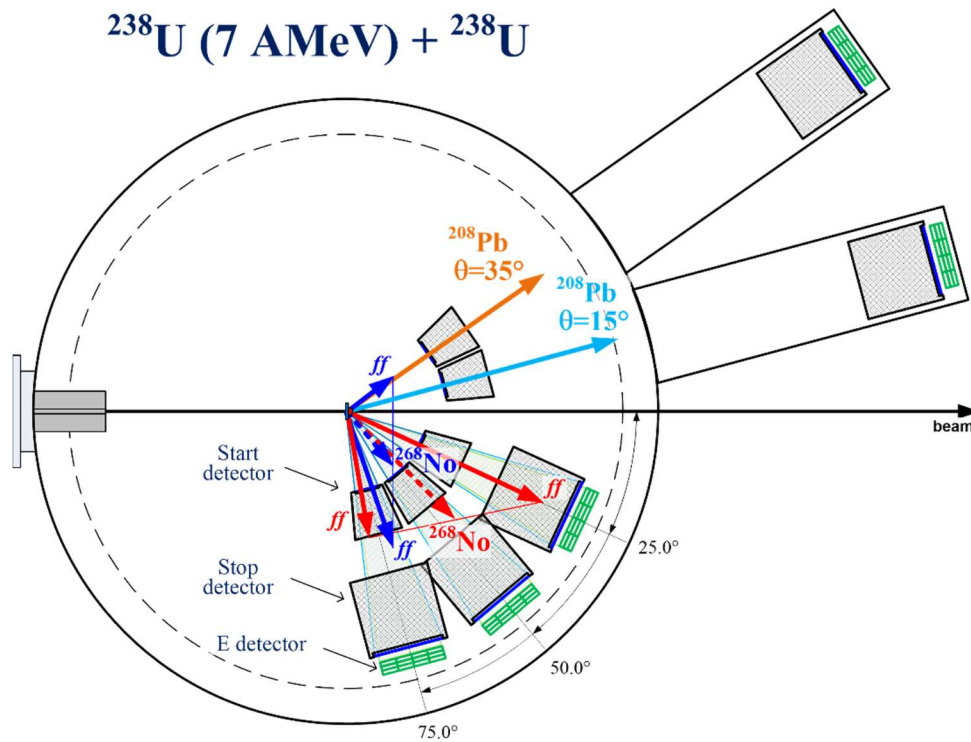 ²³⁸U (7 AMeV) + ²³⁸U
²⁰⁸Pb
θ=35°
²⁰⁸Pb
θ=15°
ff
beam
Start
detector
²⁶⁸No
ff
ff
²⁶⁸No
ff
25.0°
Stop
detector
E detector
50.0°
75.0°